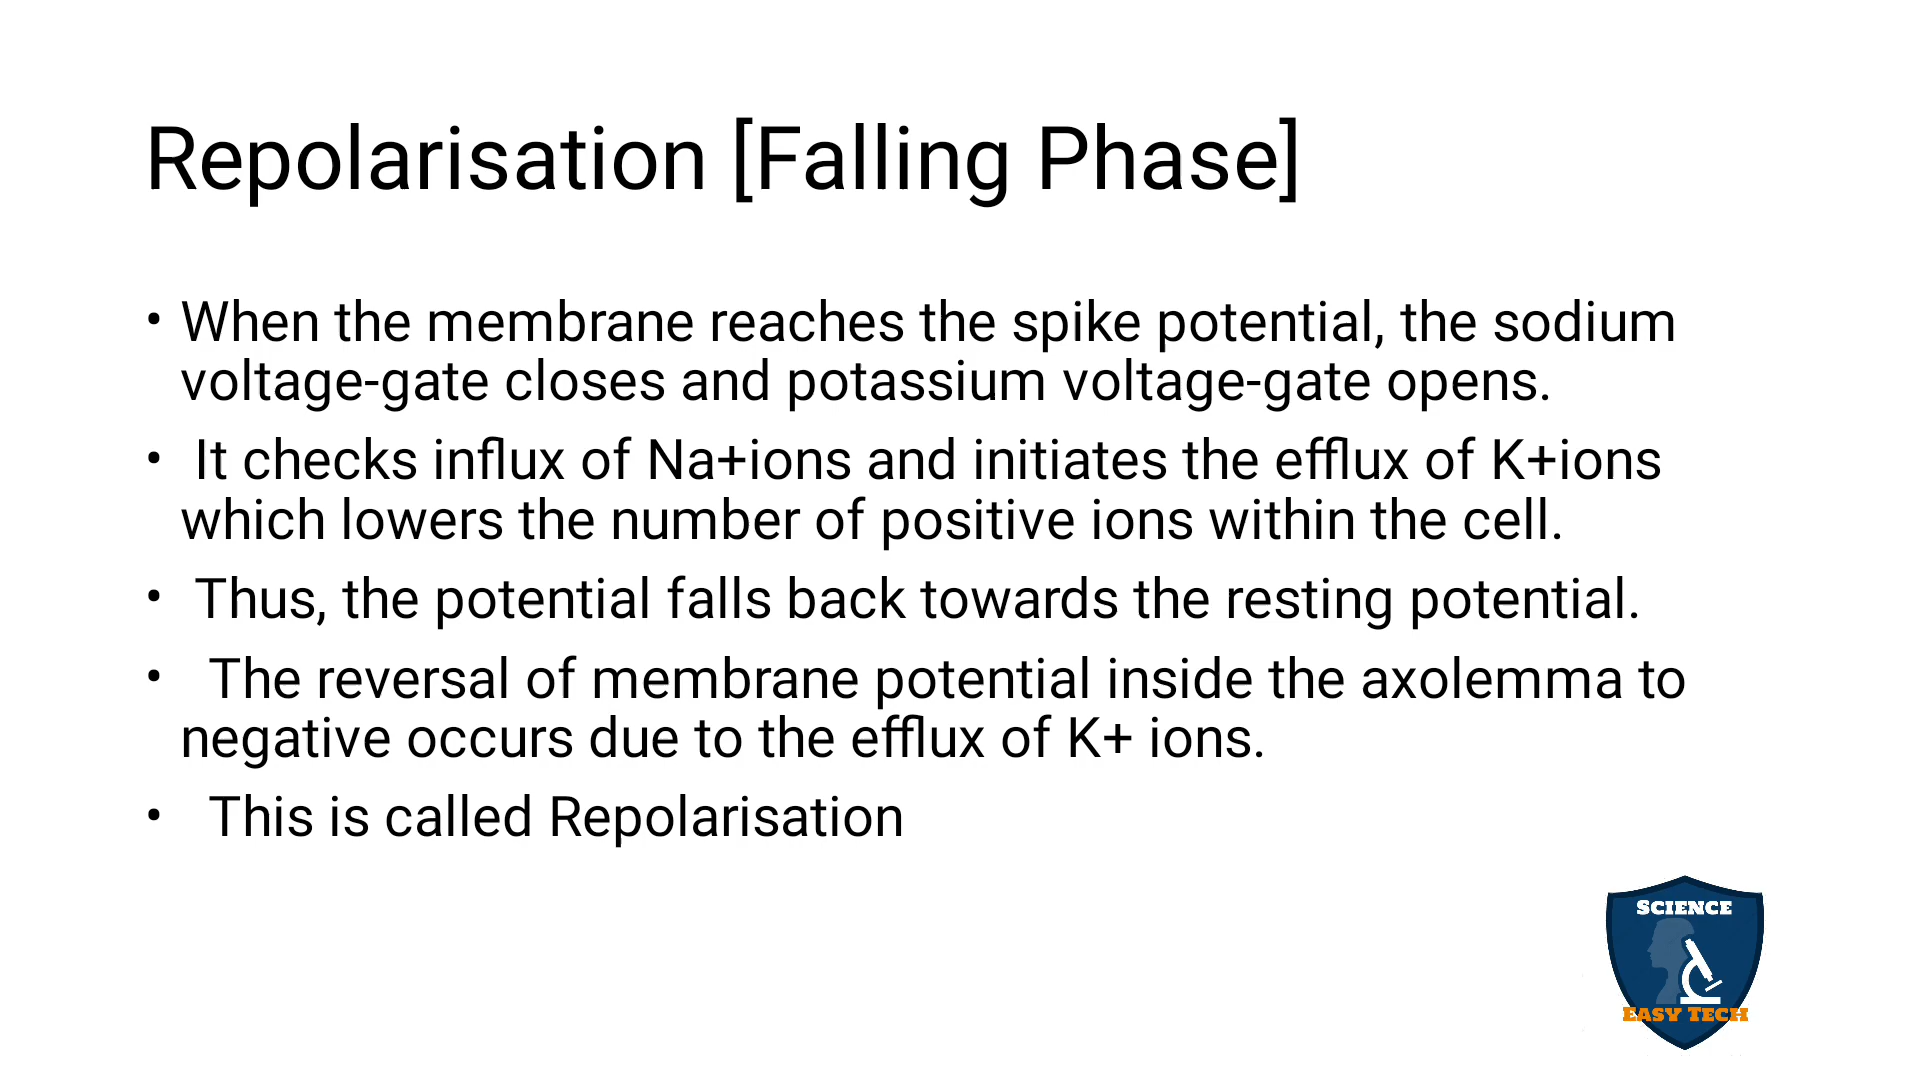 Repolarisation [Falling Phase]
• When the membrane reaches the spike potential, the sodium
voltage-gate closes and potassium voltage-gate opens.
• It checks influx of Na+ions and initiates the efflux of K+ions
which lowers the number of positive ions within the cell.
• Thus, the potential falls back towards the resting potential.
• The reversal of membrane potential inside the axolemma to
negative occurs due to the efflux of K+ ions.
• This is called Repolarisation
SCIENCE
EASY TECH